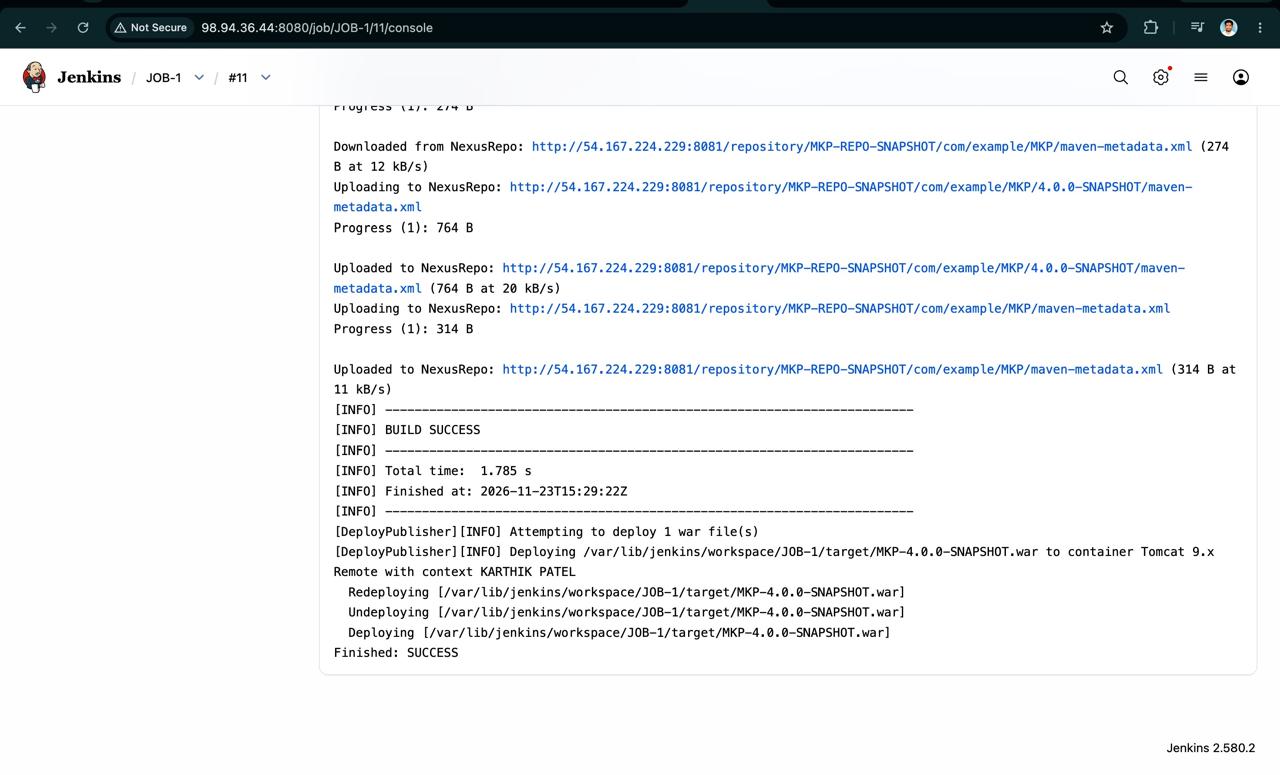 Not Secure 98.94.36.44:8080/job/JOB-1/11/console
Jenkins / JOB-1 / #11
Progress (1): 274 B
Downloaded from NexusRepo: http://54.167.224.229:8081/repository/MKP-REPO-SNAPSHOT/com/example/MKP/maven-metadata.xml (274
B at 12 kB/s)
Uploading to NexusRepo: http://54.167.224.229:8081/repository/MKP-REPO-SNAPSHOT/com/example/MKP/4.0.0-SNAPSHOT/maven-
metadata.xml
Progress (1): 764 B
Uploaded to NexusRepo: http://54.167.224.229:8081/repository/MKP-REPO-SNAPSHOT/com/example/MKP/4.0.0-SNAPSHOT/maven-
metadata.xml (764 B at 20 kB/s)
Uploading to NexusRepo: http://54.167.224.229:8081/repository/MKP-REPO-SNAPSHOT/com/example/MKP/maven-metadata.xml
Progress (1): 314 B
Uploaded to NexusRepo: http://54.167.224.229:8081/repository/MKP-REPO-SNAPSHOT/com/example/MKP/maven-metadata.xml (314 B at
11 kB/s)
[INFO] ------------------------------------------------------------------------
[INFO] BUILD SUCCESS
[INFO] ------------------------------------------------------------------------
[INFO] Total time:  1.785 s
[INFO] Finished at: 2026-11-23T15:29:22Z
[INFO] ------------------------------------------------------------------------
[DeployPublisher][INFO] Attempting to deploy 1 war file(s)
[DeployPublisher][INFO] Deploying /var/lib/jenkins/workspace/JOB-1/target/MKP-4.0.0-SNAPSHOT.war to container Tomcat 9.x
Remote with context KARTHIK PATEL
  Redeploying [/var/lib/jenkins/workspace/JOB-1/target/MKP-4.0.0-SNAPSHOT.war]
  Undeploying [/var/lib/jenkins/workspace/JOB-1/target/MKP-4.0.0-SNAPSHOT.war]
  Deploying [/var/lib/jenkins/workspace/JOB-1/target/MKP-4.0.0-SNAPSHOT.war]
Finished: SUCCESS
Jenkins 2.580.2